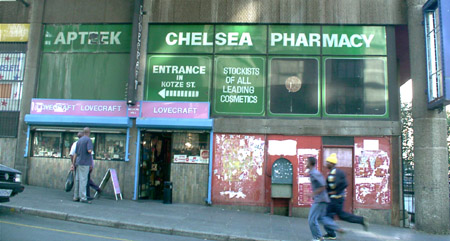 APTEEK
CHELSEA PHARMACY
ENTRANCE
IN
KOTZE ST.
STOCKISTS
OF ALL
LEADING
COSMETICS
LOVECRAFT LOVECRAFT
LOVECRAFT